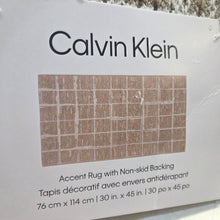 Calvin Klein
Accent Rug with Non-skid Backing
Tapis décoratif avec envers antidérapant
76 cm x 114 cm | 30 in. x 45 in. | 30 po x 45 po